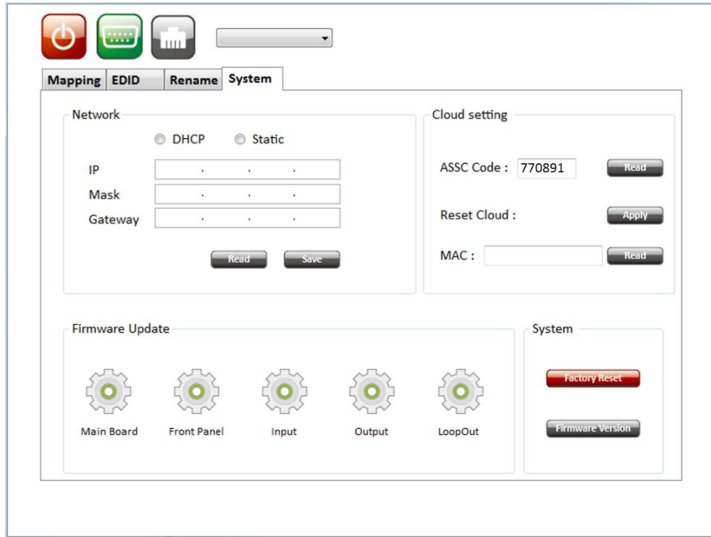 Mapping EDID Rename System
Network
DHCP Static
IP . . .
Mask . . .
Gateway . . .
Read Save
Cloud setting
ASSC Code : 770891 Read
Reset Cloud : Apply
MAC : Read
Firmware Update
Main Board Front Panel Input Output LoopOut
System
Factory Reset
Firmware Version